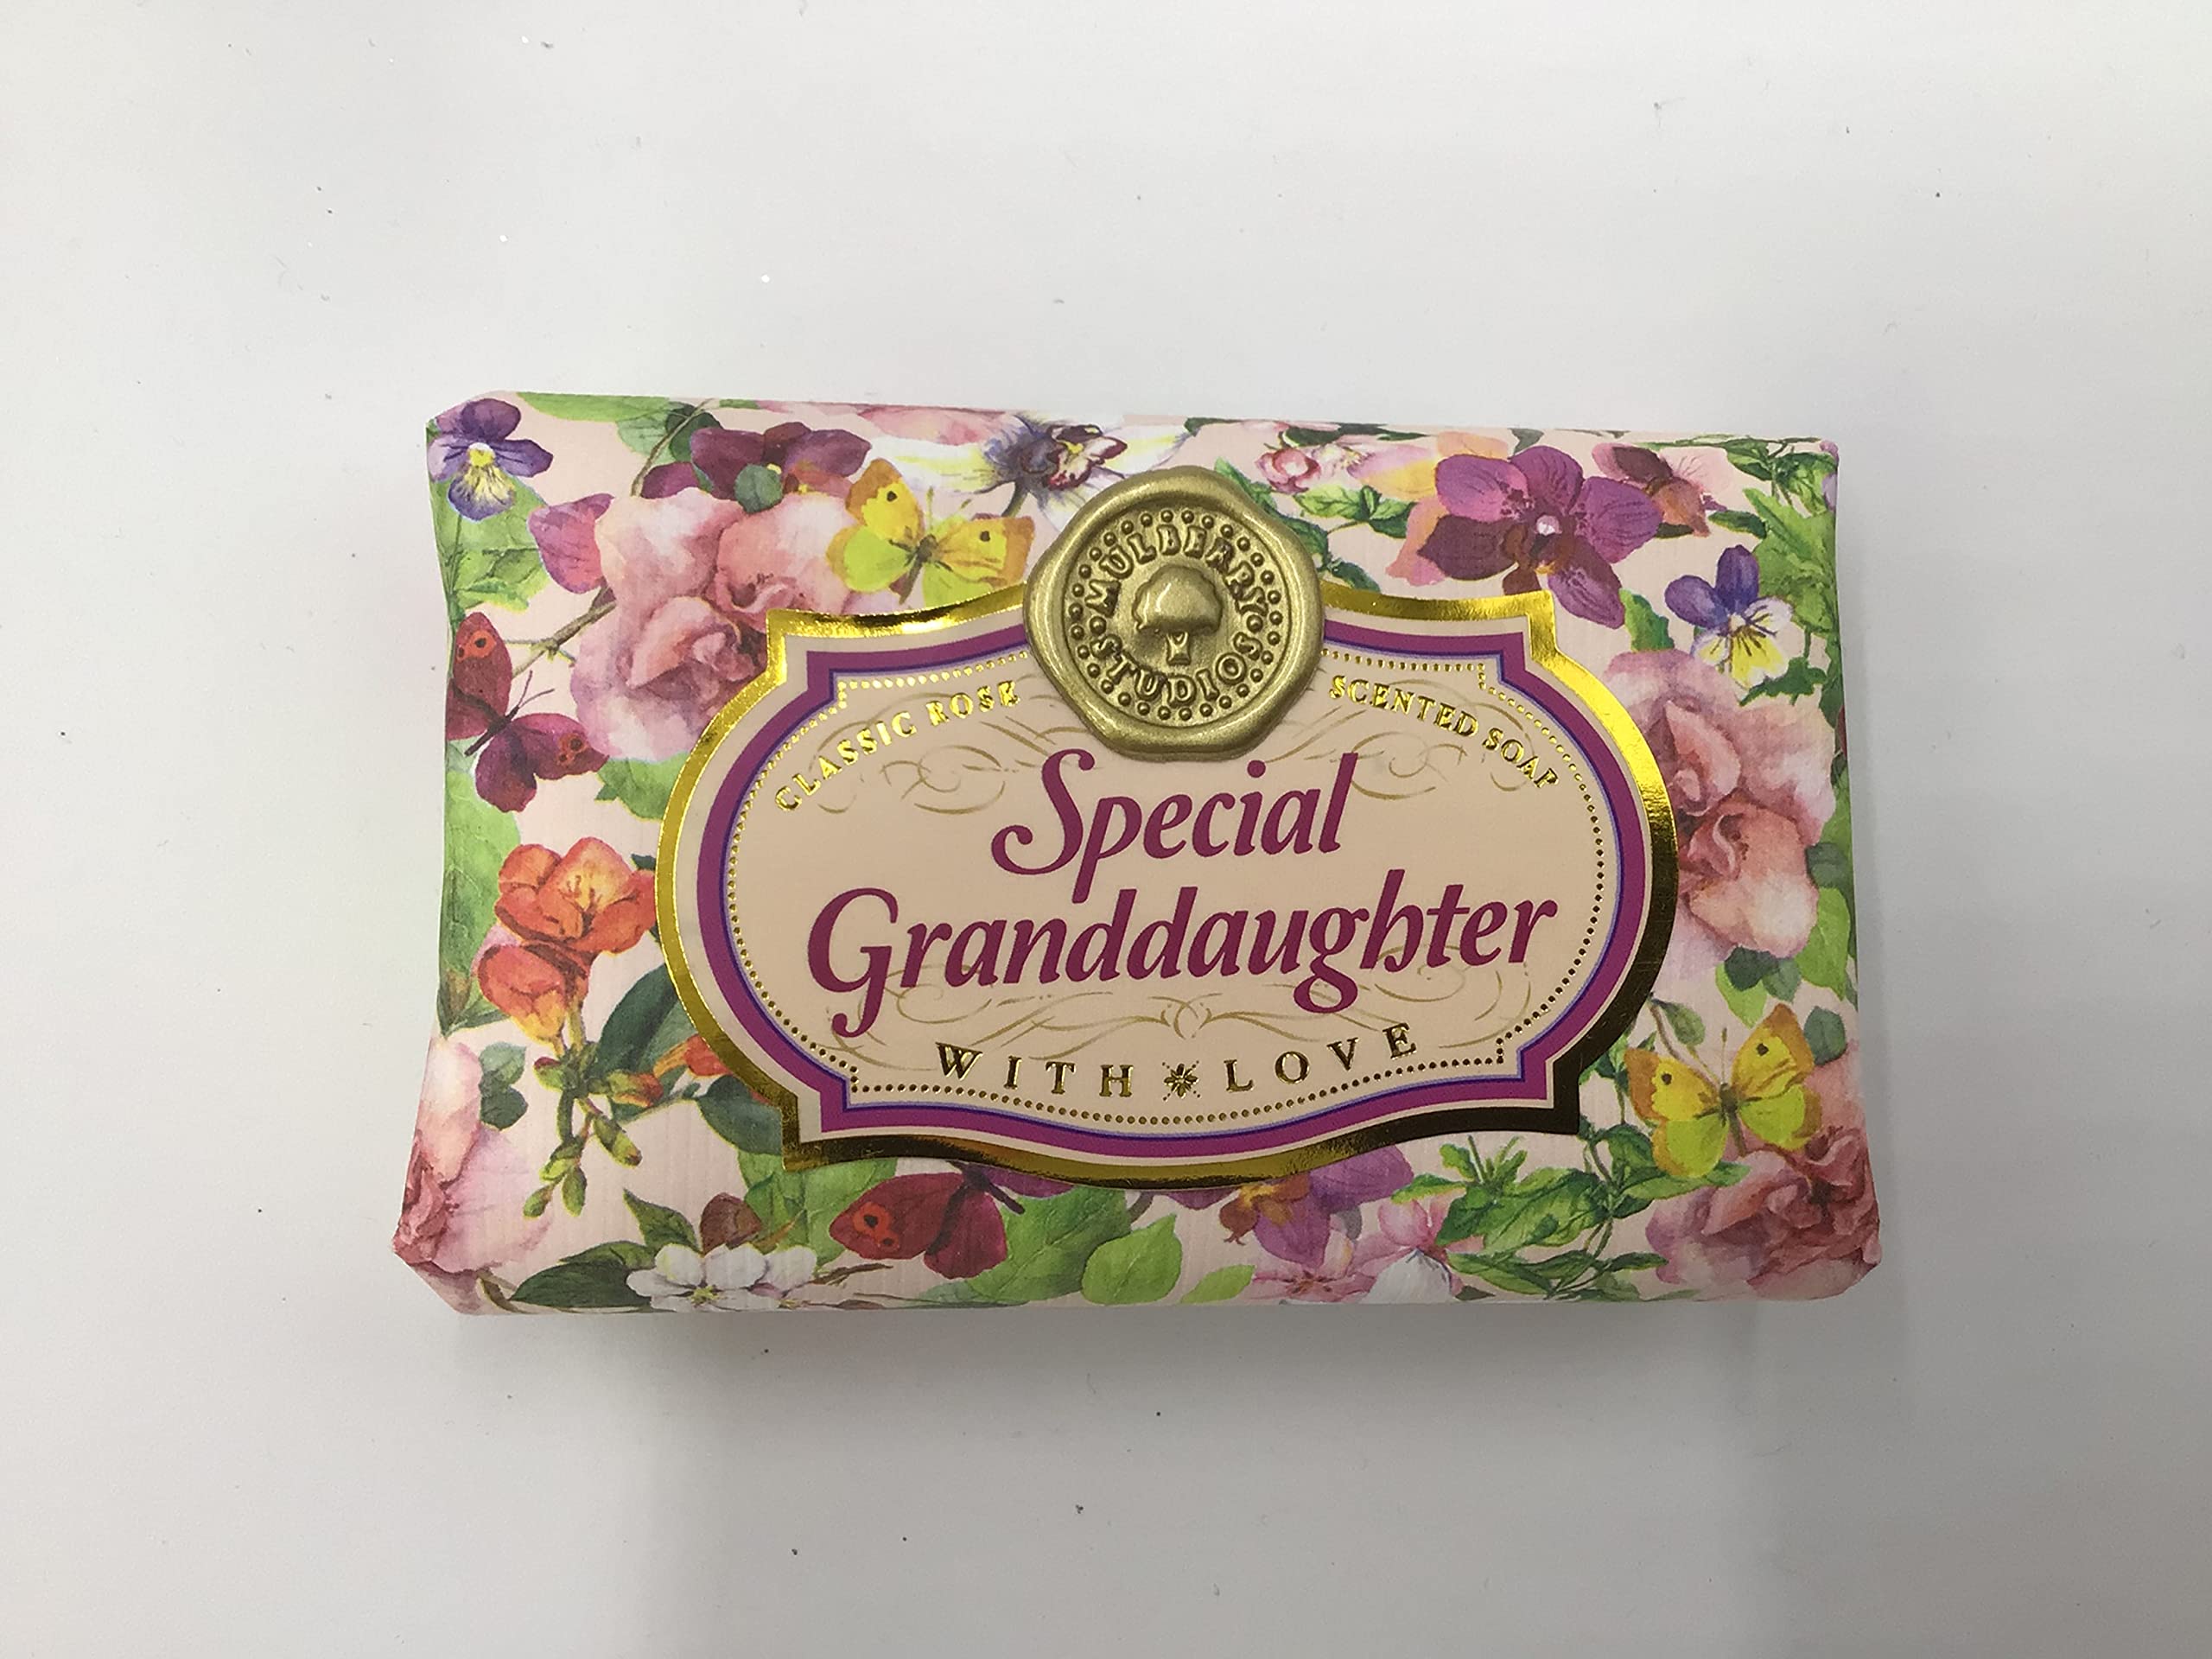 MULBERRY
STUDIOS
CLASSIC ROSE
SCENTED SOAP
Special
Granddaughter
WITH LOVE